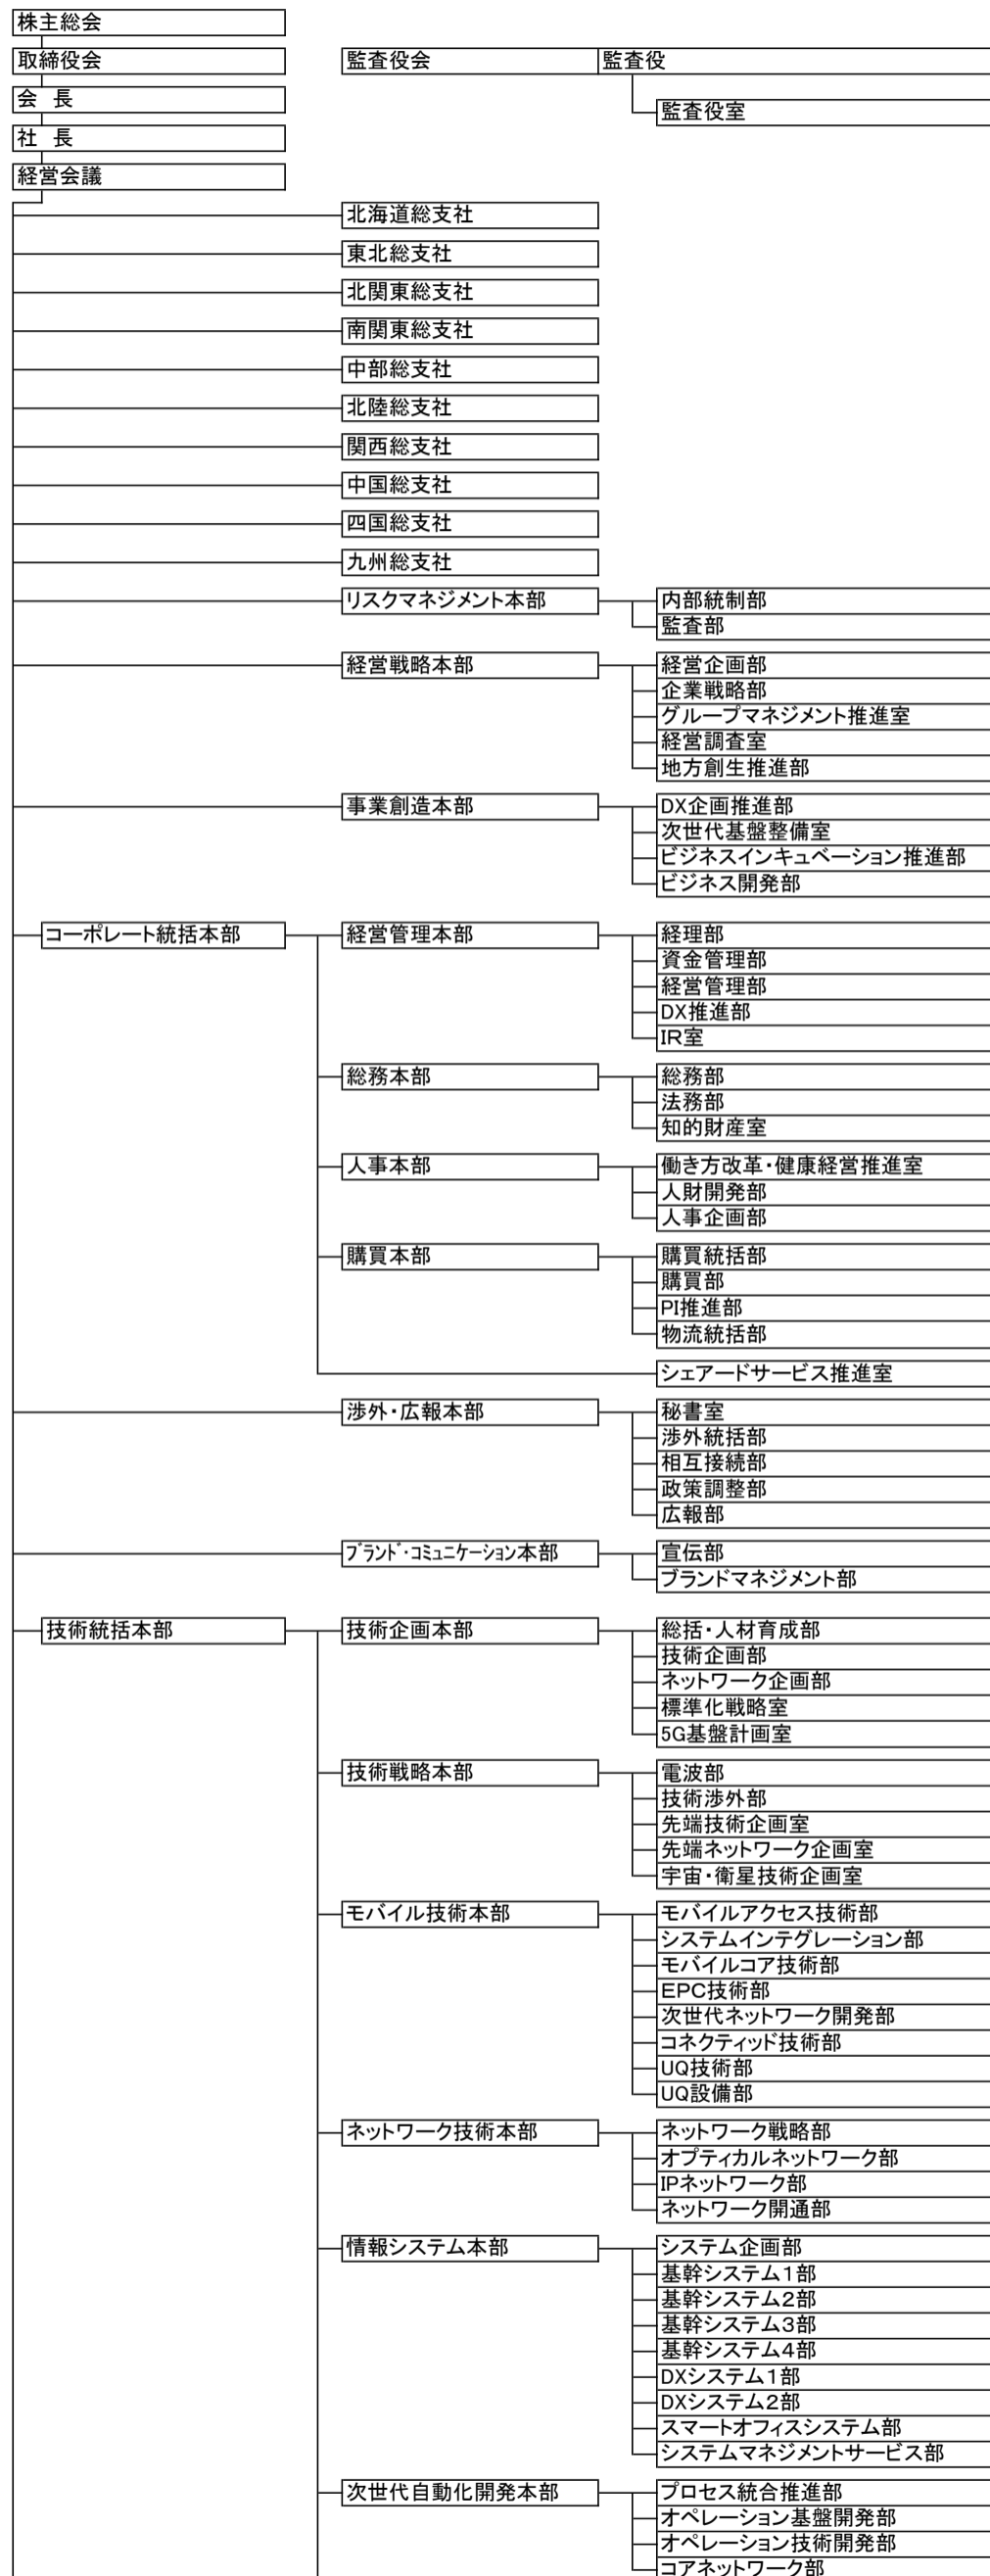 株主総会
取締役会
監査役会
監査役
会　長
監査役室
社　長
経営会議
北海道総支社
東北総支社
北関東総支社
南関東総支社
中部総支社
北陸総支社
関西総支社
中国総支社
四国総支社
九州総支社
リスクマネジメント本部
内部統制部
監査部
経営戦略本部
経営企画部
企業戦略部
グループマネジメント推進室
経営調査室
地方創生推進部
事業創造本部
DX企画推進部
次世代基盤整備室
ビジネスインキュベーション推進部
ビジネス開発部
コーポレート統括本部
経営管理本部
経理部
資金管理部
経営管理部
DX推進部
IR室
総務本部
総務部
法務部
知的財産室
人事本部
働き方改革・健康経営推進室
人財開発部
人事企画部
購買本部
購買統括部
購買部
PI推進部
物流統括部
シェアードサービス推進室
渉外・広報本部
秘書室
渉外統括部
相互接続部
政策調整部
広報部
ブランド・コミュニケーション本部
宣伝部
ブランドマネジメント部
技術統括本部
技術企画本部
総括・人材育成部
技術企画部
ネットワーク企画部
標準化戦略室
5G基盤計画室
技術戦略本部
電波部
技術渉外部
先端技術企画室
先端ネットワーク企画室
宇宙・衛星技術企画室
モバイル技術本部
モバイルアクセス技術部
システムインテグレーション部
モバイルコア技術部
EPC技術部
次世代ネットワーク開発部
コネクティッド技術部
UQ技術部
UQ設備部
ネットワーク技術本部
ネットワーク戦略部
オプティカルネットワーク部
IPネットワーク部
ネットワーク開通部
情報システム本部
システム企画部
基幹システム1部
基幹システム2部
基幹システム3部
基幹システム4部
DXシステム1部
DXシステム2部
スマートオフィスシステム部
システムマネジメントサービス部
次世代自動化開発本部
プロセス統合推進部
オペレーション基盤開発部
オペレーション技術開発部
コアネットワーク部